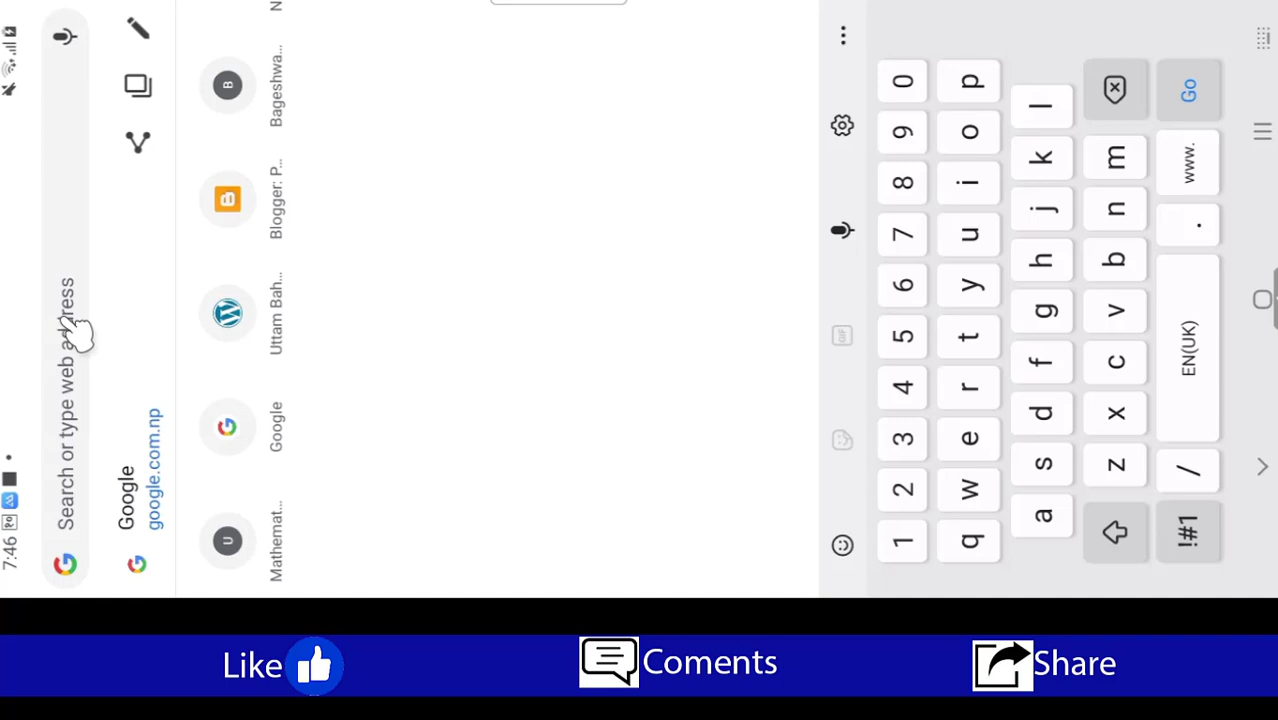 7:46
Search or type web address
Google
google.com.np
Mathemat...
Google
Uttam Bah...
Blogger: P...
Bageshwa...
N
U
B
GIF
1 2 3 4 5 6 7 8 9 0
q w e r t y u i o p
a s d f g h j k l
z x c v b n m
!#1 / EN(UK) . www. Go
Like Coments Share